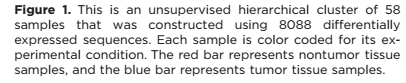 Figure 1. This is an unsupervised hierarchical cluster of 58
samples that was constructed using 8088 differentially
expressed sequences. Each sample is color coded for its ex-
perimental condition. The red bar represents nontumor tissue
samples, and the blue bar represents tumor tissue samples.